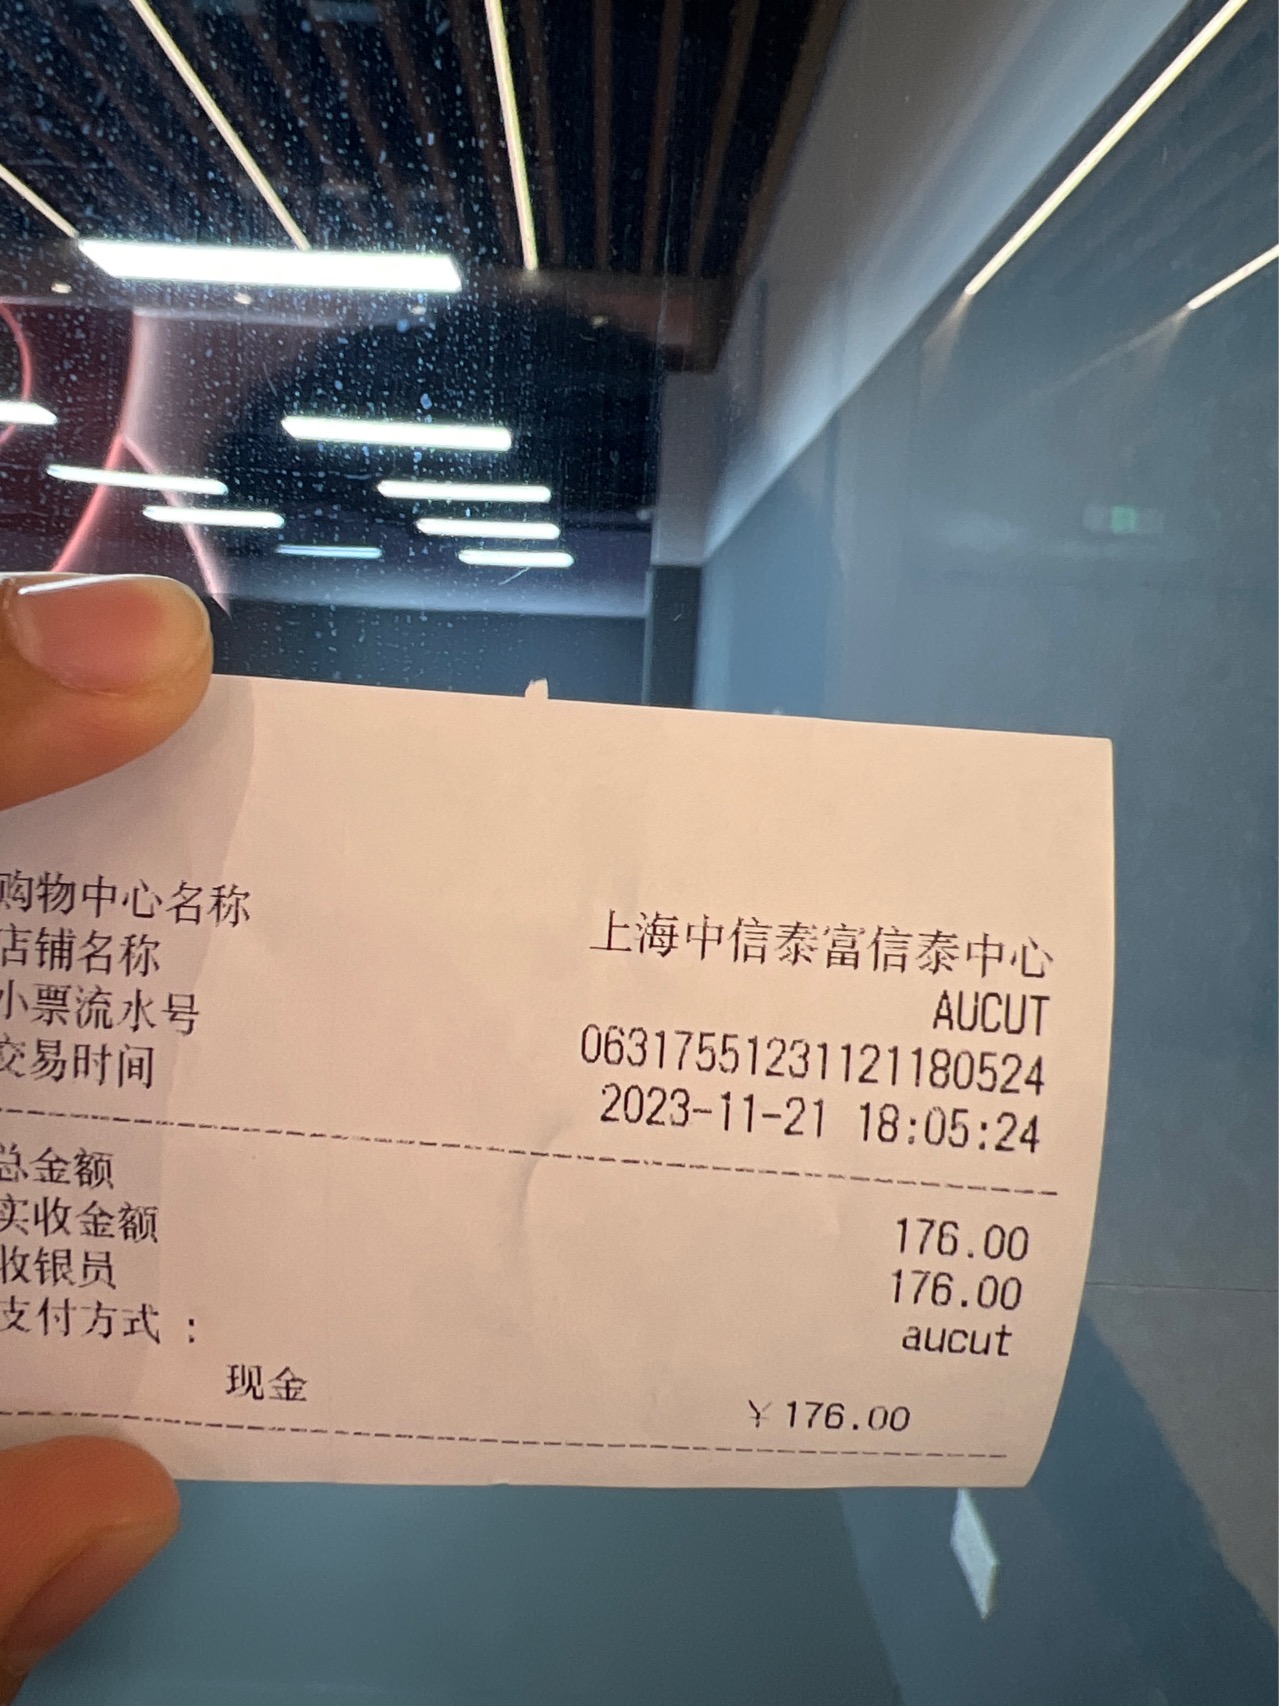 购物中心名称 上海中信泰富信泰中心
店铺名称 AUCUT
小票流水号 06317551231121180524
交易时间 2023-11-21 18:05:24
总金额 176.00
实收金额 176.00
收银员 aucut
支付方式：
现金 ¥176.00